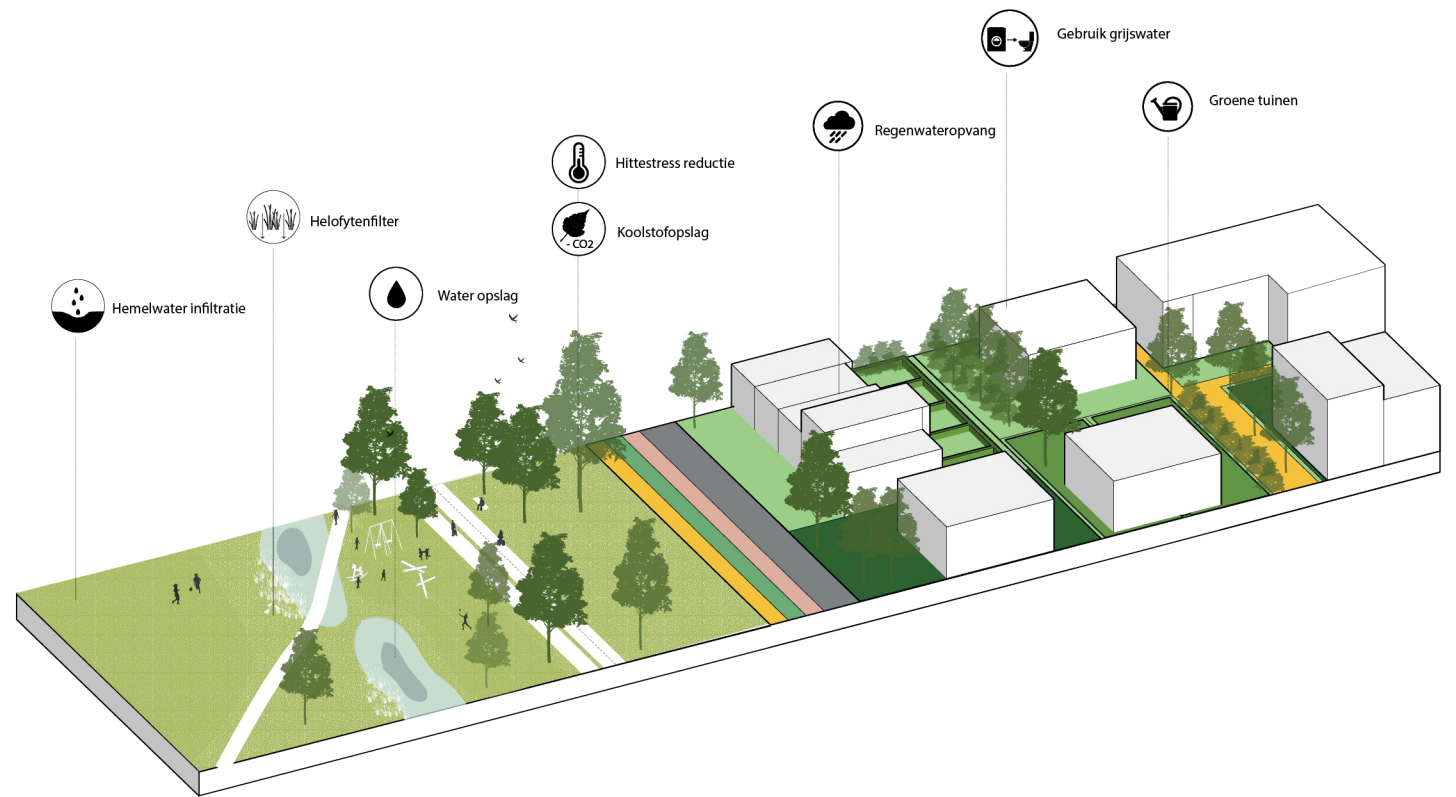 Gebruik grijswater
Groene tuinen
Regenwateropvang
Hittestress reductie
- CO2
Koolstofopslag
Helofytenfilter
Water opslag
Hemelwater infiltratie